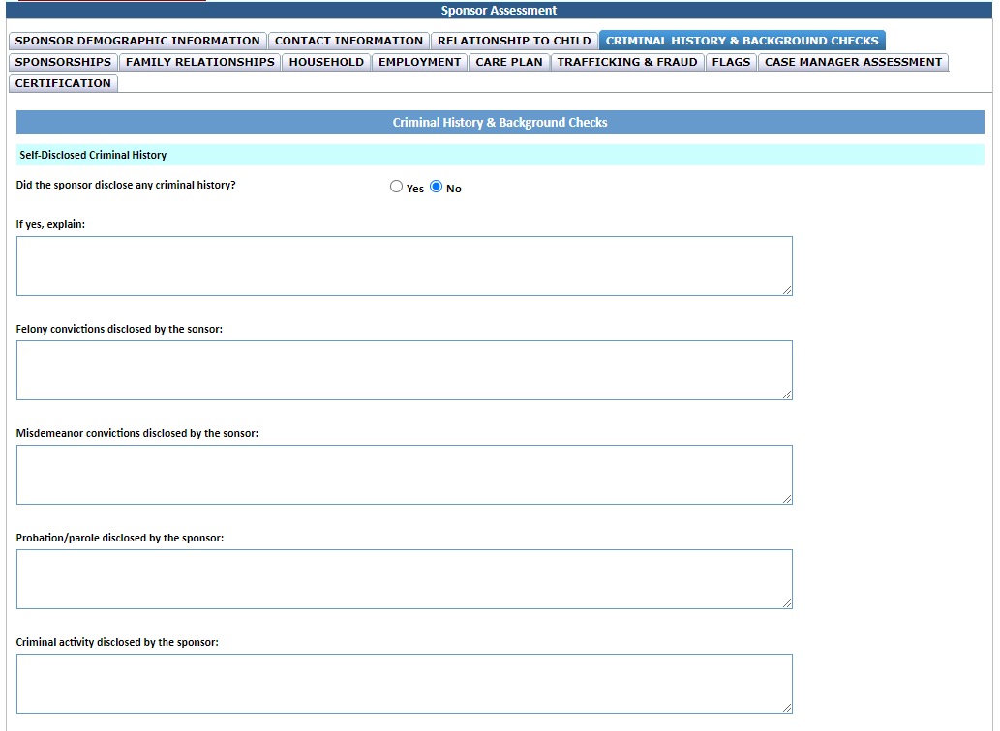 Sponsor Assessment
SPONSOR DEMOGRAPHIC INFORMATION CONTACT INFORMATION RELATIONSHIP TO CHILD CRIMINAL HISTORY & BACKGROUND CHECKS
SPONSORSHIPS FAMILY RELATIONSHIPS HOUSEHOLD EMPLOYMENT CARE PLAN TRAFFICKING & FRAUD FLAGS CASE MANAGER ASSESSMENT
CERTIFICATION
Criminal History & Background Checks
Self-Disclosed Criminal History
Did the sponsor disclose any criminal history? Yes No
If yes, explain:
Felony convictions disclosed by the sonsor:
Misdemeanor convictions disclosed by the sonsor:
Probation/parole disclosed by the sponsor:
Criminal activity disclosed by the sponsor: